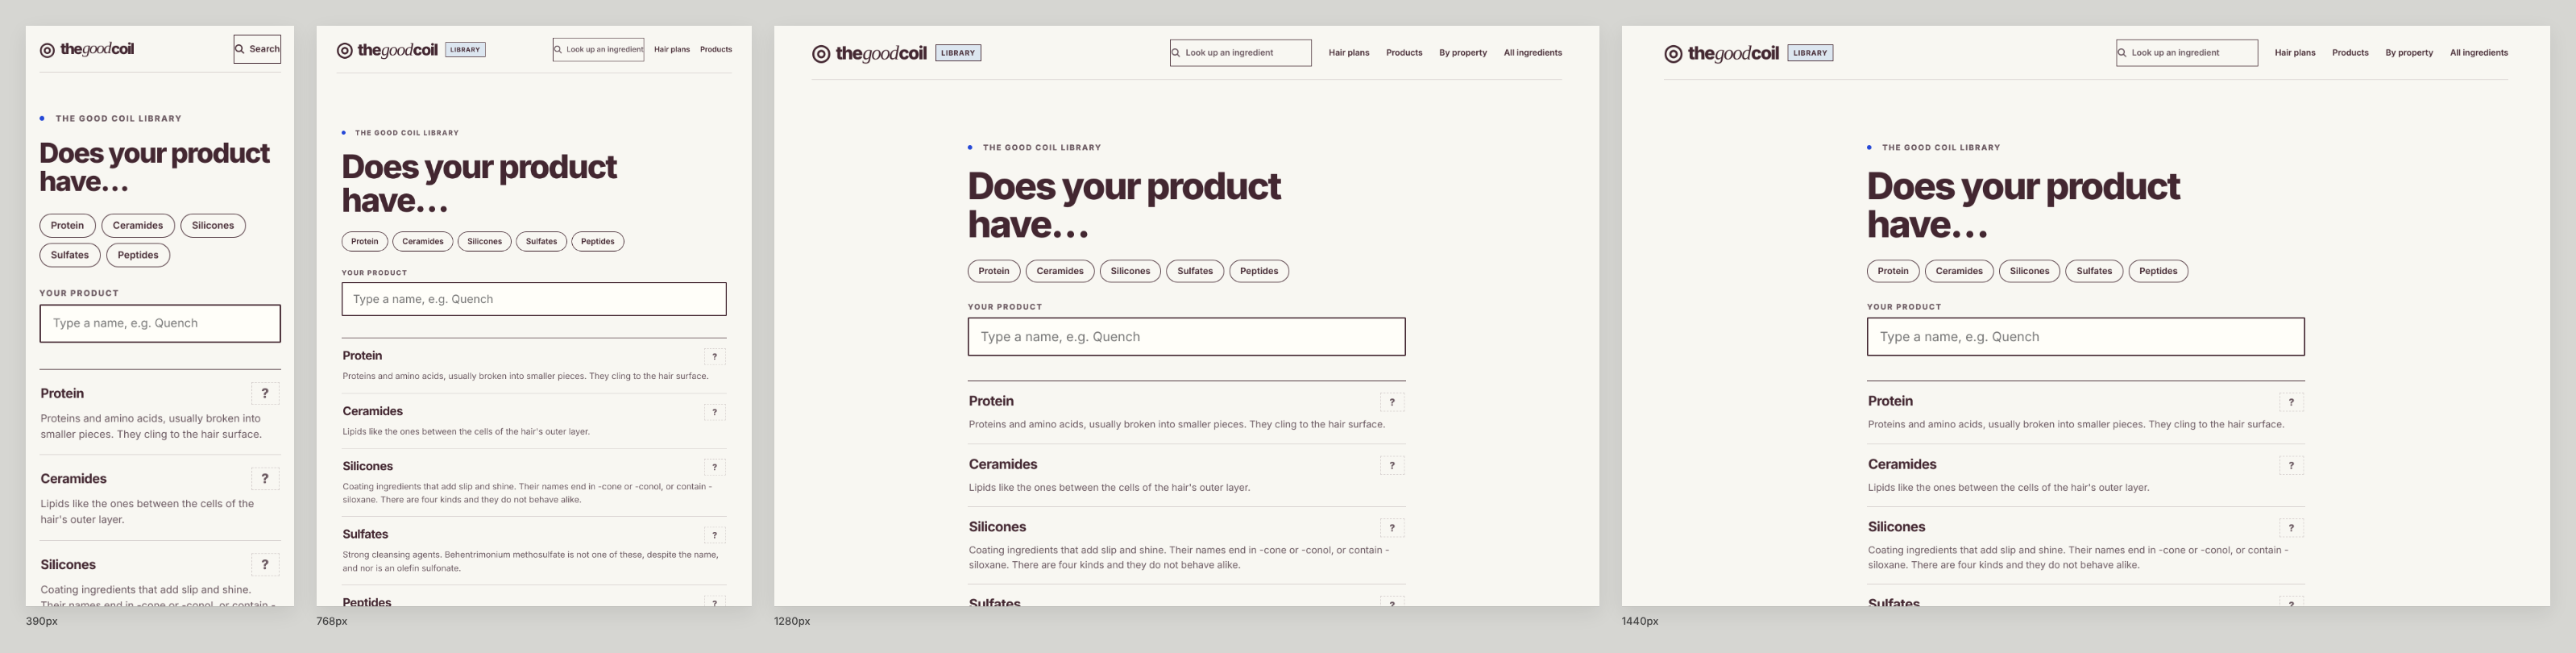 thegoodcoil
Search
THE GOOD COIL LIBRARY
Does your product
have...
Protein
Ceramides
Silicones
Sulfates
Peptides
YOUR PRODUCT
Type a name, e.g. Quench
Protein
?
Proteins and amino acids, usually broken into
smaller pieces. They cling to the hair surface.
Ceramides
?
Lipids like the ones between the cells of the
hair's outer layer.
Silicones
?
Coating ingredients that add slip and shine.
Their names end in -cone or -conol, or contain -
390px
thegoodcoil LIBRARY
Look up an ingredient
Hair plans
Products
THE GOOD COIL LIBRARY
Does your product
have...
Protein
Ceramides
Silicones
Sulfates
Peptides
YOUR PRODUCT
Type a name, e.g. Quench
Protein
?
Proteins and amino acids, usually broken into smaller pieces. They cling to the hair surface.
Ceramides
?
Lipids like the ones between the cells of the hair's outer layer.
Silicones
?
Coating ingredients that add slip and shine. Their names end in -cone or -conol, or contain -
siloxane. There are four kinds and they do not behave alike.
Sulfates
?
Strong cleansing agents. Behentrimonium methosulfate is not one of these, despite the name,
and nor is an olefin sulfonate.
Peptides
?
768px
thegoodcoil LIBRARY
Look up an ingredient
Hair plans
Products
By property
All ingredients
THE GOOD COIL LIBRARY
Does your product
have...
Protein
Ceramides
Silicones
Sulfates
Peptides
YOUR PRODUCT
Type a name, e.g. Quench
Protein
?
Proteins and amino acids, usually broken into smaller pieces. They cling to the hair surface.
Ceramides
?
Lipids like the ones between the cells of the hair's outer layer.
Silicones
?
Coating ingredients that add slip and shine. Their names end in -cone or -conol, or contain -
siloxane. There are four kinds and they do not behave alike.
Sulfates
?
1280px
thegoodcoil LIBRARY
Look up an ingredient
Hair plans
Products
By property
All ingredients
THE GOOD COIL LIBRARY
Does your product
have...
Protein
Ceramides
Silicones
Sulfates
Peptides
YOUR PRODUCT
Type a name, e.g. Quench
Protein
?
Proteins and amino acids, usually broken into smaller pieces. They cling to the hair surface.
Ceramides
?
Lipids like the ones between the cells of the hair's outer layer.
Silicones
?
Coating ingredients that add slip and shine. Their names end in -cone or -conol, or contain -
siloxane. There are four kinds and they do not behave alike.
Sulfates
?
1440px